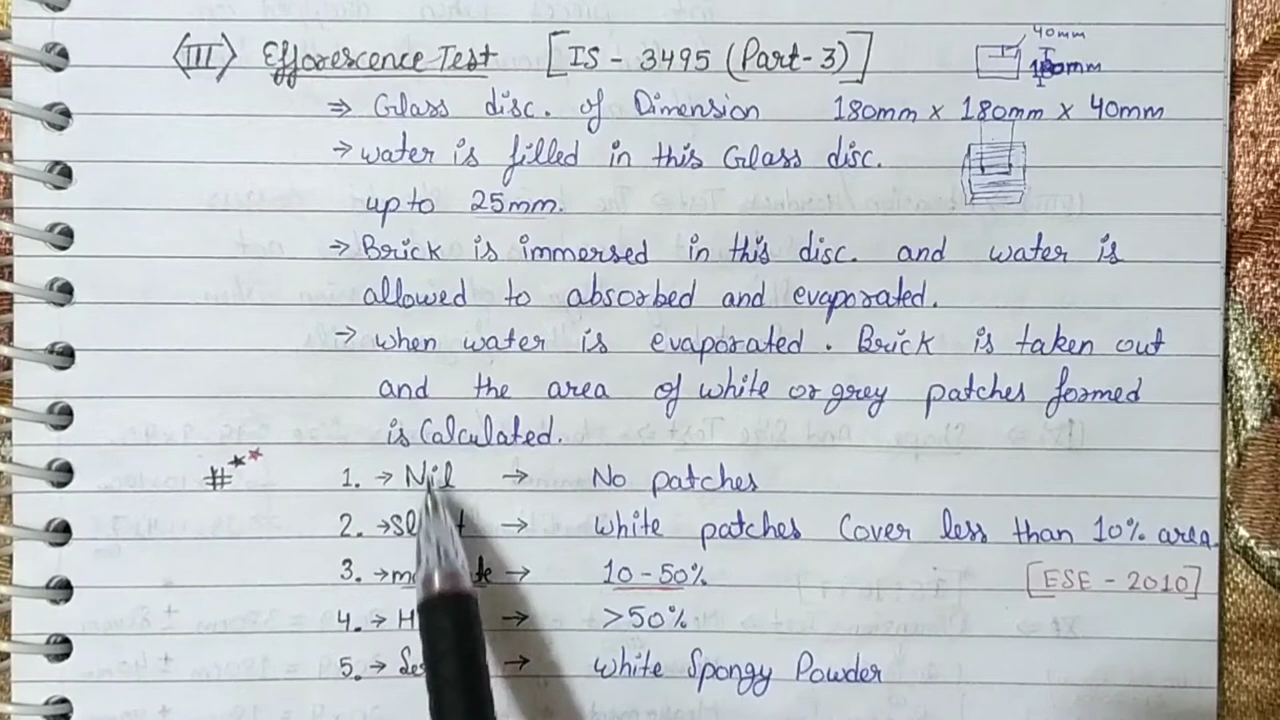 40mm
<III> Efflorescence Test [IS - 3495 (Part-3)]
⇒ Glass disc. of Dimension 180mm x 180mm x 40mm
→ water is filled in this Glass disc.
up to 25mm.
→ Brick is immersed in this disc. and water is
allowed to absorbed and evaporated.
→ when water is evaporated. Brick is taken out
and the area of white or grey patches formed
is Calculated.
#** 1. → Nil → No patches
2. → → white patches Cover less than 10% area.
3. → → 10-50% [ESE - 2010]
4. → → >50%
5. → → white Spongy Powder